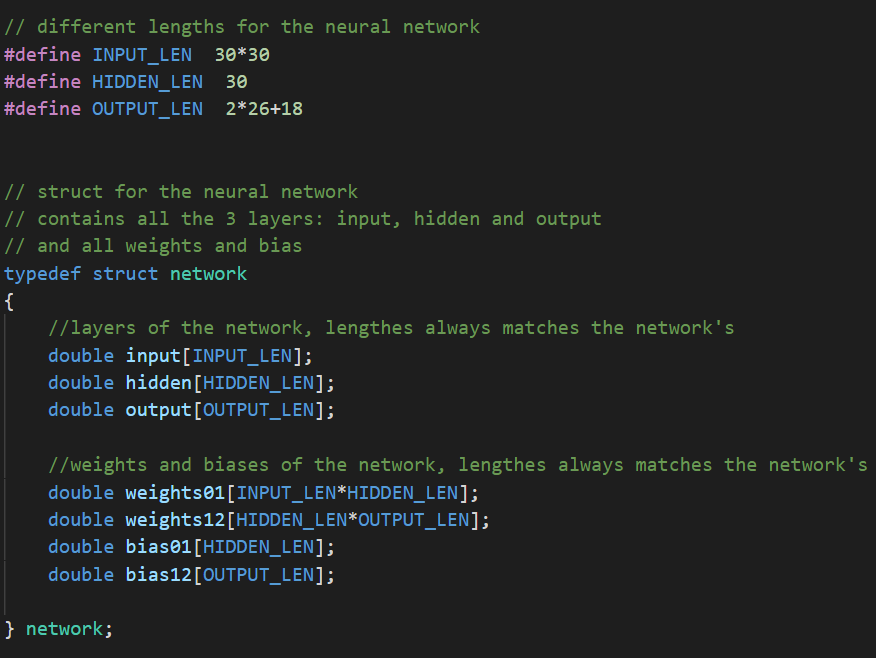 // different lengths for the neural network
#define INPUT_LEN  30*30
#define HIDDEN_LEN  30
#define OUTPUT_LEN  2*26+18
// struct for the neural network
// contains all the 3 layers: input, hidden and output
// and all weights and bias
typedef struct network
{
    //layers of the network, lengthes always matches the network's
    double input[INPUT_LEN];
    double hidden[HIDDEN_LEN];
    double output[OUTPUT_LEN];
    //weights and biases of the network, lengthes always matches the network's
    double weights01[INPUT_LEN*HIDDEN_LEN];
    double weights12[HIDDEN_LEN*OUTPUT_LEN];
    double bias01[HIDDEN_LEN];
    double bias12[OUTPUT_LEN];
} network;